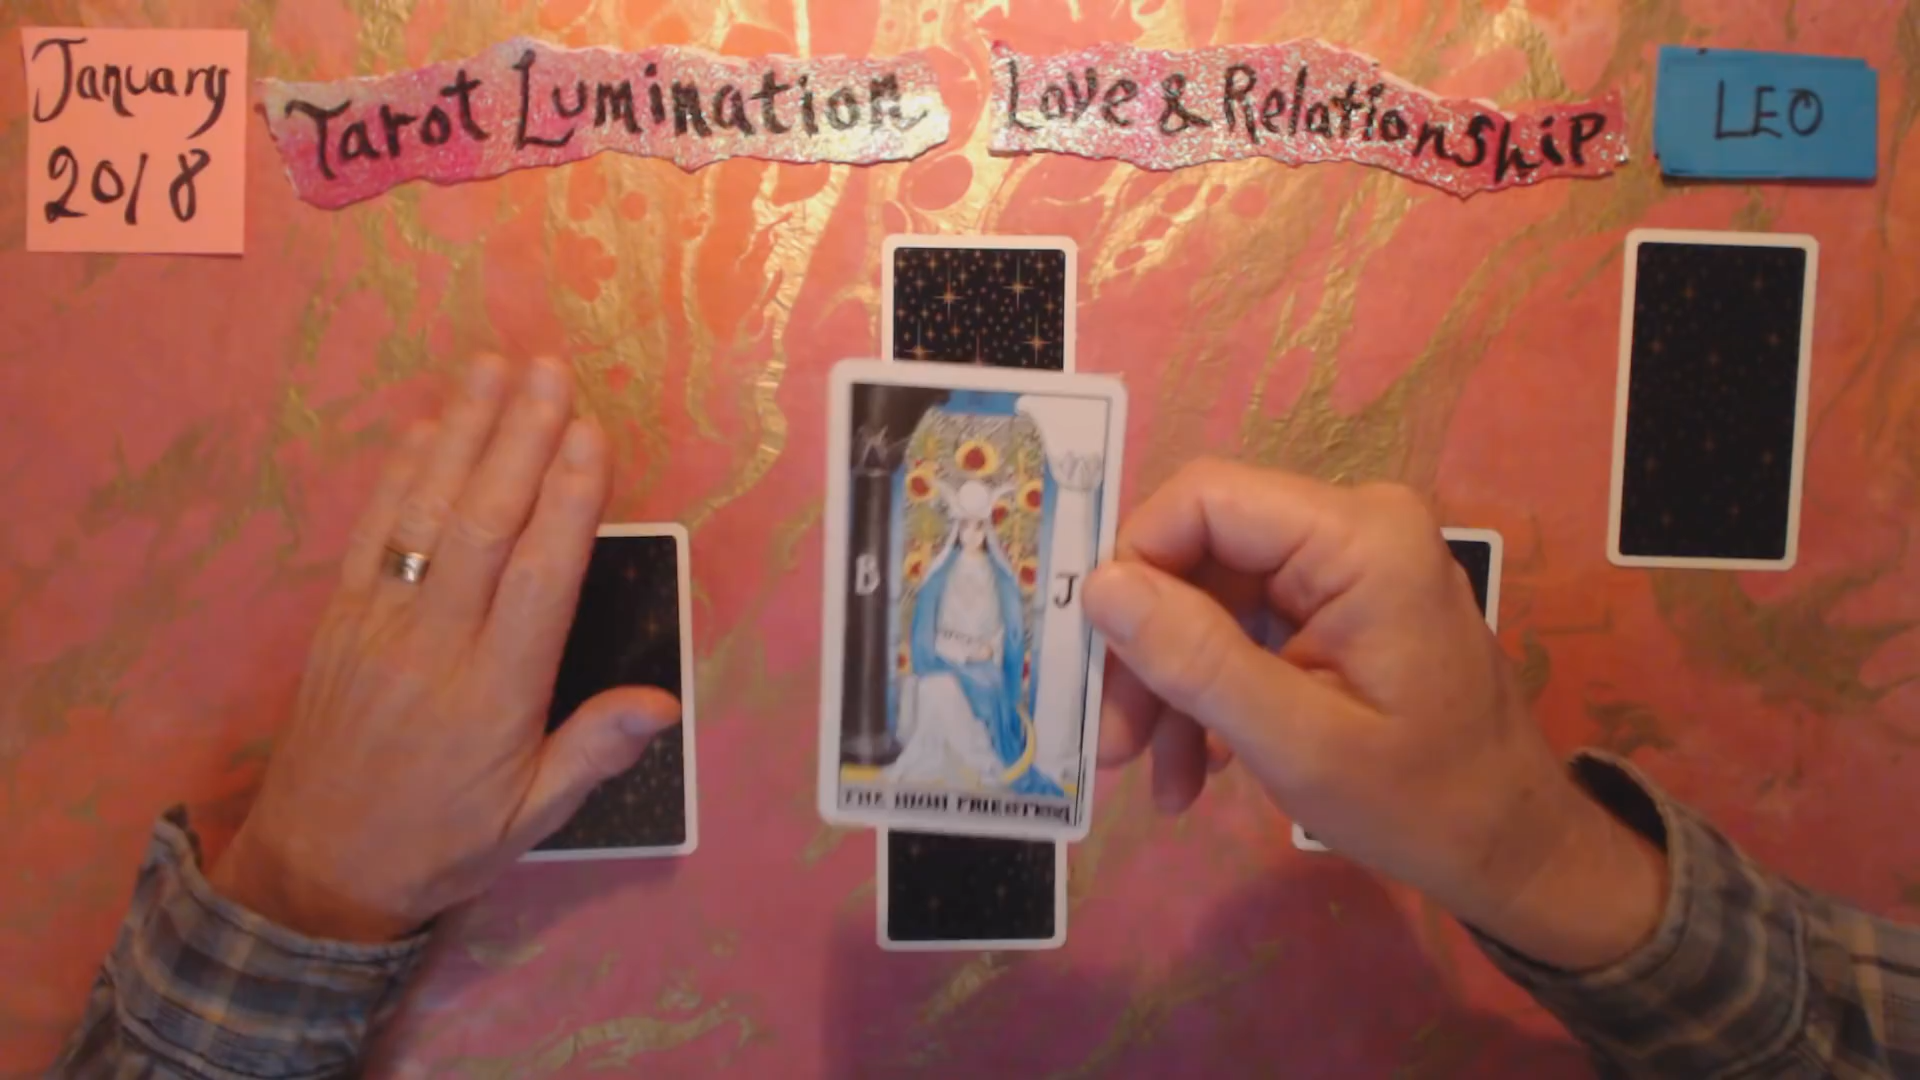 January
2018
Tarot Lumination
Love & Relationship
LEO
B
J
THE HIGH PRIESTESS